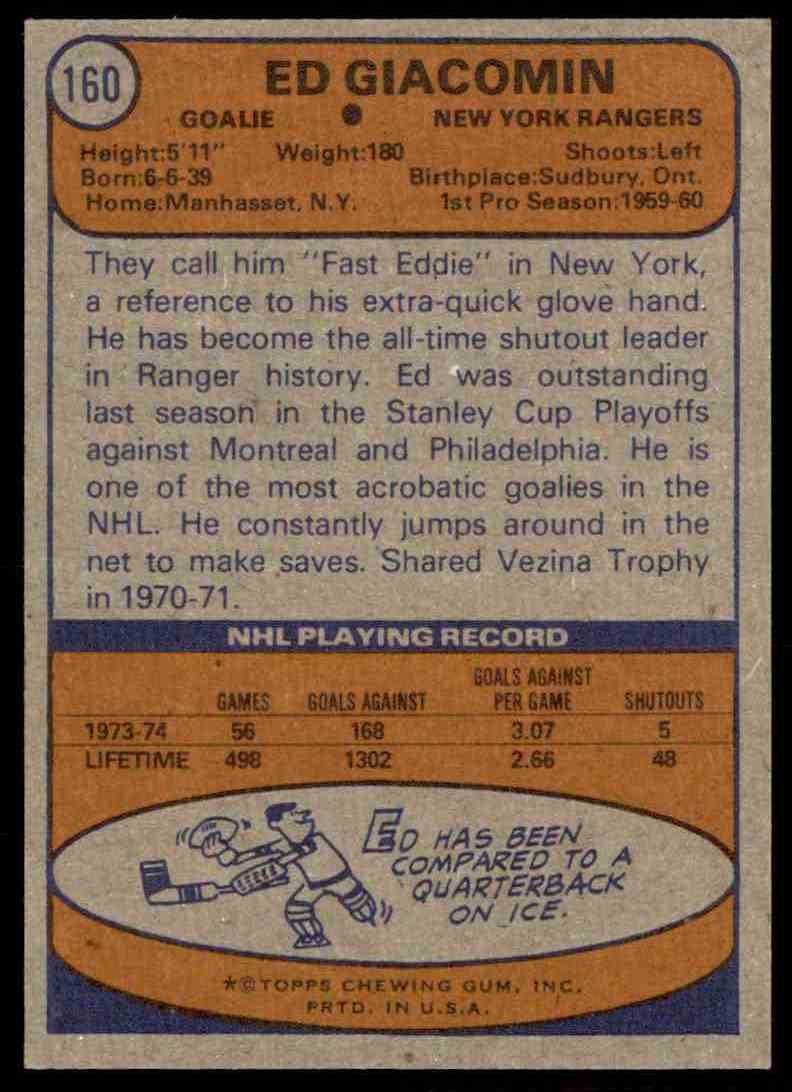 160
ED GIACOMIN
GOALIE • NEW YORK RANGERS
Height:5'11" Weight:180 Shoots:Left
Born:6-6-39 Birthplace:Sudbury, Ont.
Home:Manhasset, N.Y. 1st Pro Season:1959-60
They call him "Fast Eddie" in New York,
a reference to his extra-quick glove hand.
He has become the all-time shutout leader
in Ranger history. Ed was outstanding
last season in the Stanley Cup Playoffs
against Montreal and Philadelphia. He is
one of the most acrobatic goalies in the
NHL. He constantly jumps around in the
net to make saves. Shared Vezina Trophy
in 1970-71.
NHL PLAYING RECORD
GAMES GOALS AGAINST GOALS AGAINST PER GAME SHUTOUTS
1973-74 56 168 3.07 5
LIFETIME 498 1302 2.66 48
ED HAS BEEN
COMPARED TO A
QUARTERBACK
ON ICE.
*©TOPPS CHEWING GUM, INC.
PRTD. IN U.S.A.